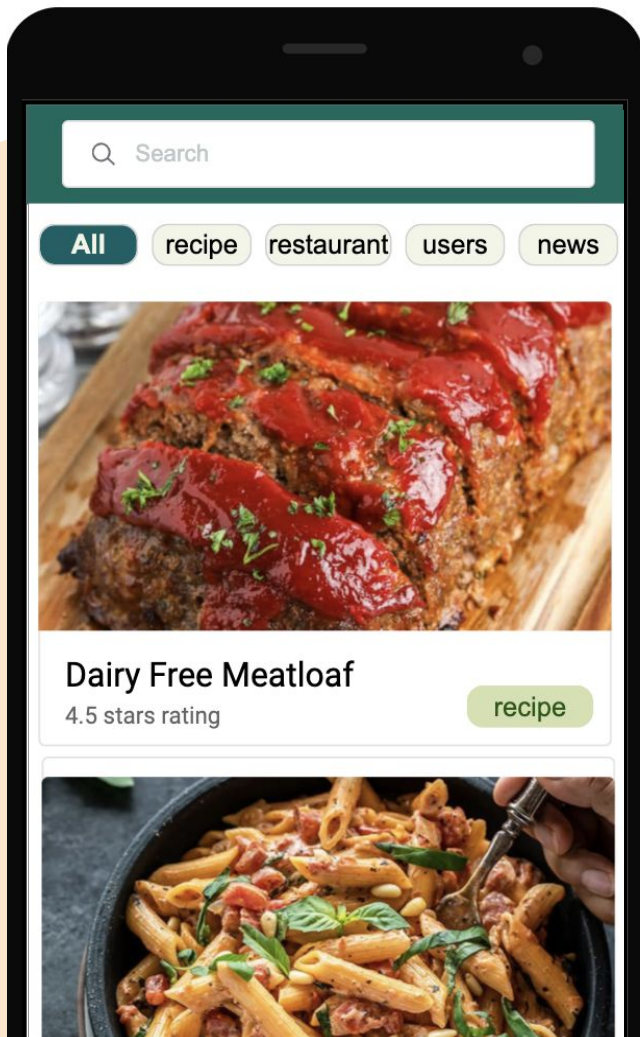 Search
All recipe restaurant users news
Dairy Free Meatloaf
4.5 stars rating
recipe